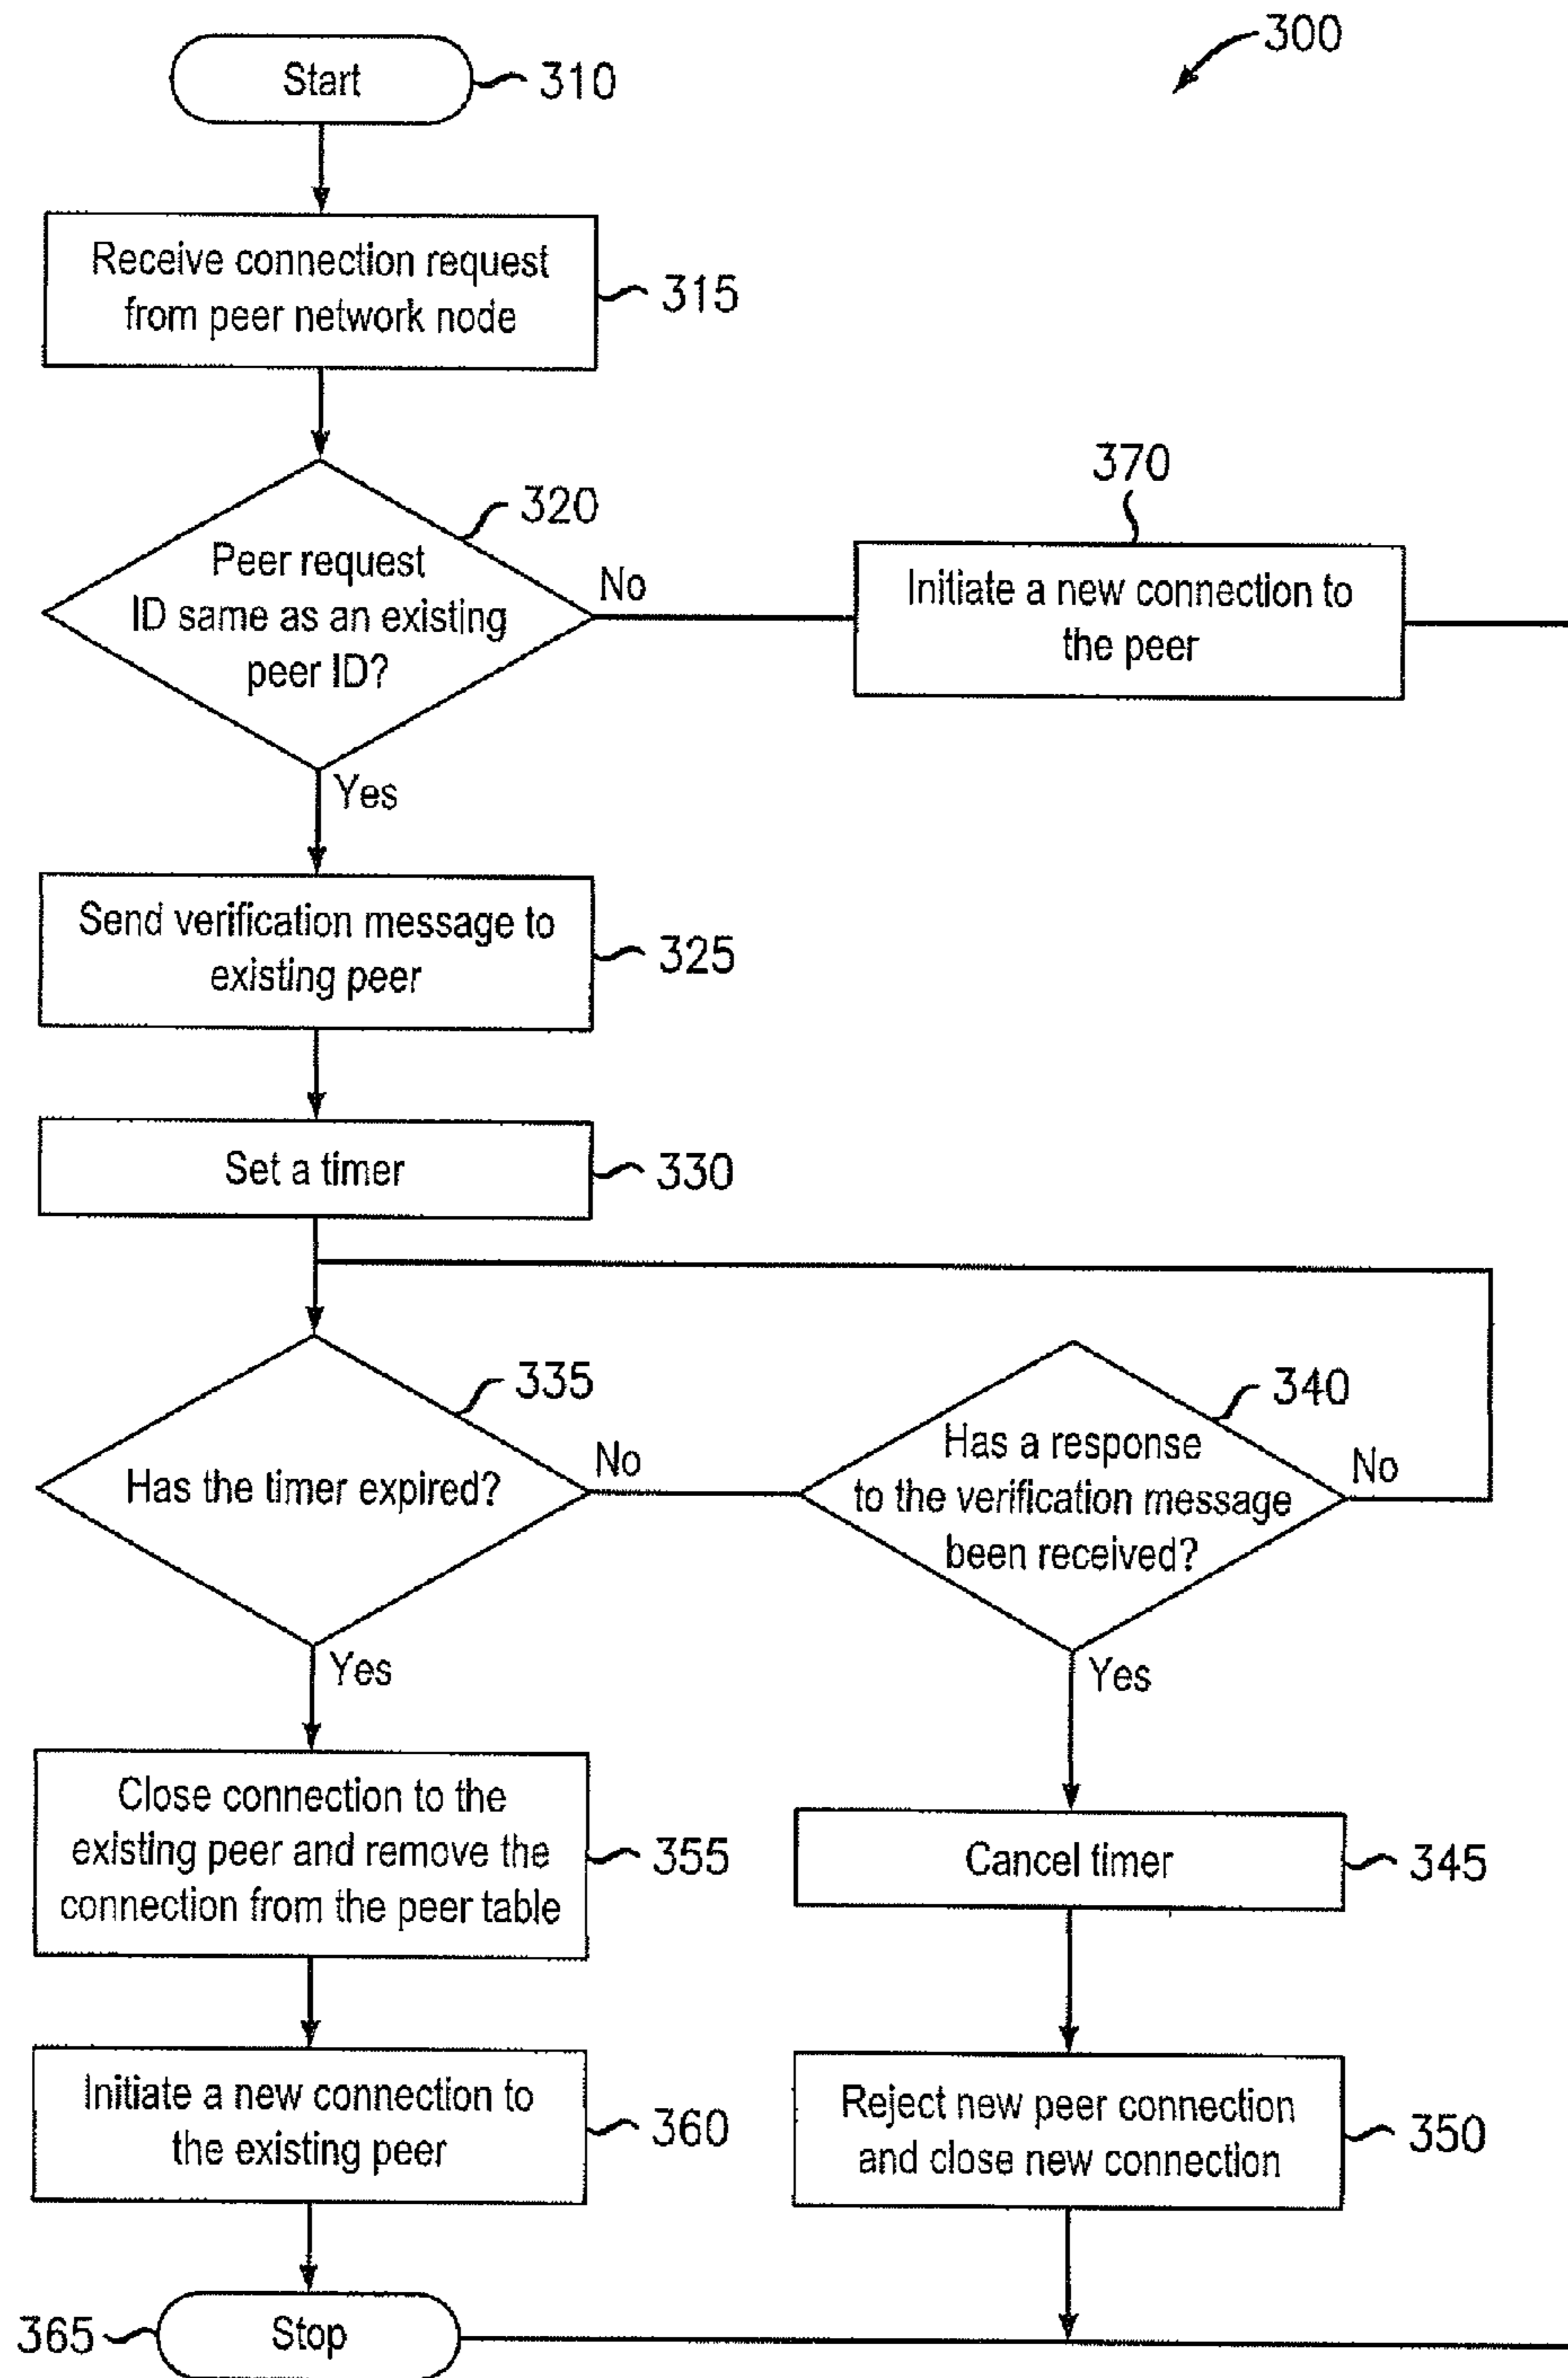 300
Start
310
Receive connection request
from peer network node
315
320
Peer request
ID same as an existing
peer ID?
No
Yes
370
Initiate a new connection to
the peer
Send verification message to
existing peer
325
Set a timer
330
335
Has the timer expired?
No
Yes
340
Has a response
to the verification message
been received?
No
Yes
Close connection to the
existing peer and remove the
connection from the peer table
355
Cancel timer
345
Initiate a new connection to
the existing peer
360
Reject new peer connection
and close new connection
350
365
Stop